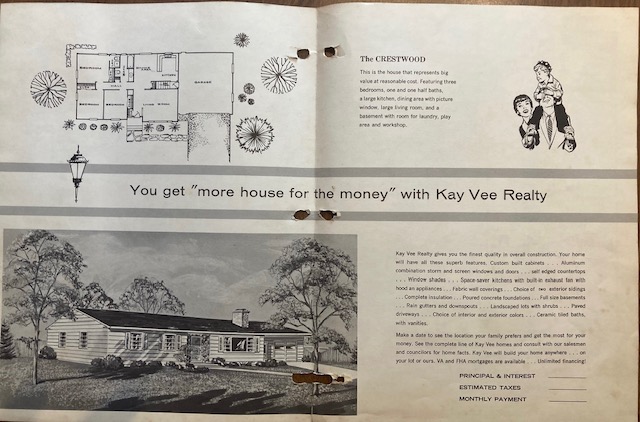 BEDROOM
KITCHEN
GARAGE
HALL
BEDROOM
BEDROOM
LIVING
The CRESTWOOD
This is the house that represents big
value at reasonable cost. Featuring three
bedrooms, one and one half baths,
a large kitchen, dining area with picture
window, large living room, and a
basement with room for laundry, play
area and workshop.
You get "more house for the money" with Kay Vee Realty
Kay Vee Realty gives you the finest quality in overall construction. Your home
will have all these superb features. Custom built cabinets . . . Aluminum
combination storm and screen windows and doors . . . self edged countertops
. . . Window shades . . . Space-saver kitchens with built-in exhaust fan with
hood an appliances . . . Fabric wall coverings . . . Choice of two exterior sidings
. . . Complete insulation . . . Poured concrete foundations . . . Full size basements
. . . Rain gutters and downspouts . . . Landscaped lots with shrubs . . . Paved
driveways . . . Choice of interior and exterior colors . . . Ceramic tiled baths,
with vanities.
Make a date to see the location your family prefers and get the most for your
money. See the complete line of Kay Vee homes and consult with our salesmen
and councilors for home facts. Kay Vee will build your home anywhere . . . on
your lot or ours. VA and FHA mortgages are available . . . Unlimited financing!
PRINCIPAL & INTEREST
ESTIMATED TAXES
MONTHLY PAYMENT